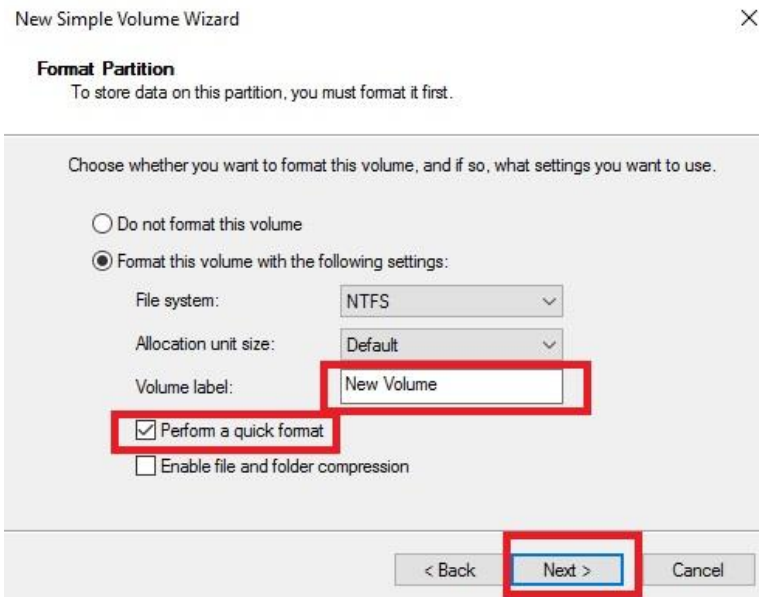 New Simple Volume Wizard
Format Partition
To store data on this partition, you must format it first.
Choose whether you want to format this volume, and if so, what settings you want to use.
Do not format this volume
Format this volume with the following settings:
File system: NTFS
Allocation unit size: Default
Volume label: New Volume
Perform a quick format
Enable file and folder compression
< Back Next > Cancel